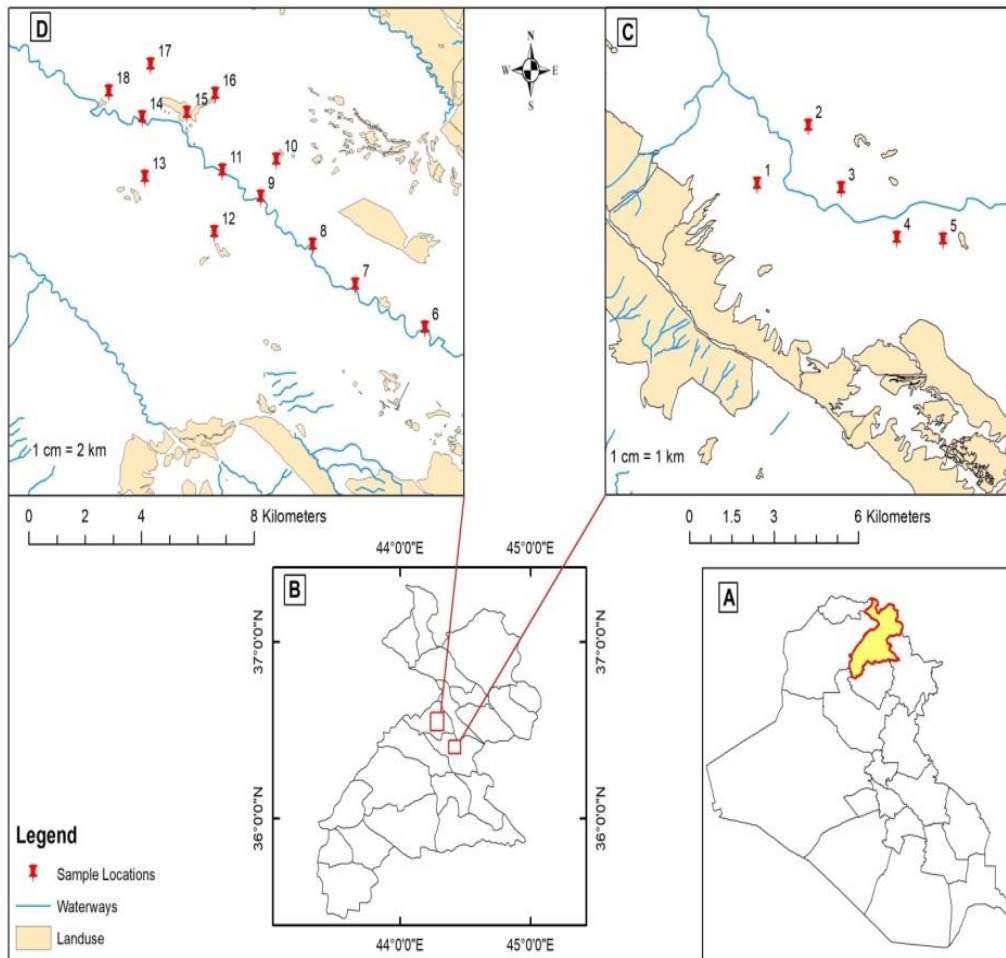 D
17
18
16
14
15
13
11
10
9
12
8
7
6
1 cm = 2 km
N
W E
S
C
2
1
3
4
5
1 cm = 1 km
0 2 4 8 Kilometers
0 1.5 3 6 Kilometers
44°0'0"E 45°0'0"E
B
37°0'0"N
37°0'0"N
36°0'0"N
36°0'0"N
44°0'0"E 45°0'0"E
A
Legend
Sample Locations
Waterways
Landuse